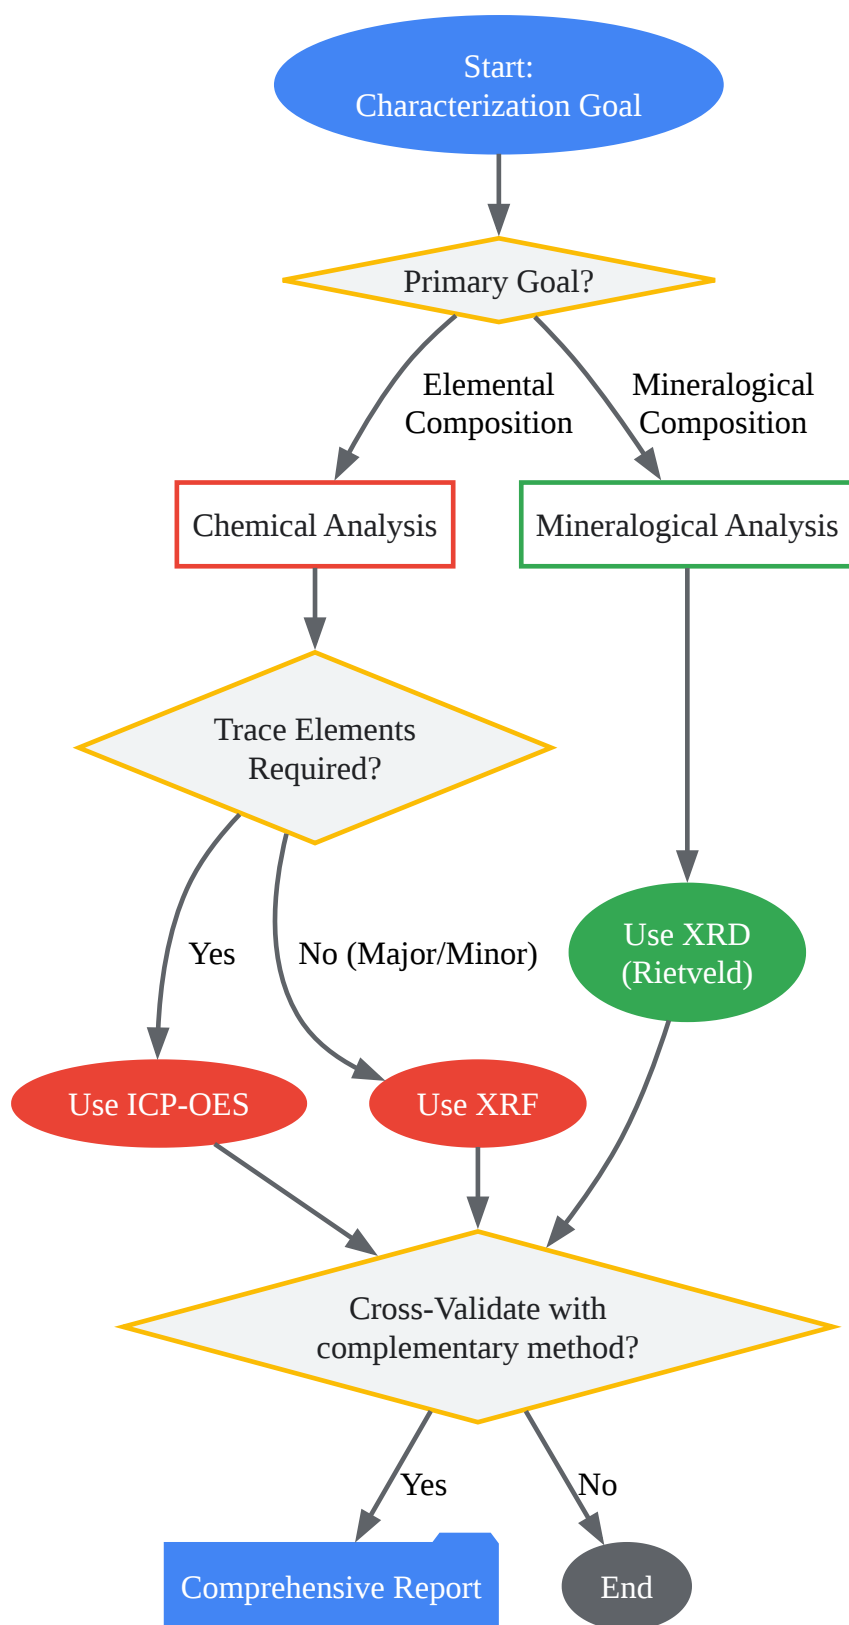 Start:
Characterization Goal
Primary Goal?
Elemental
Composition
Mineralogical
Composition
Chemical Analysis
Mineralogical Analysis
Trace Elements
Required?
Yes
No (Major/Minor)
Use XRD
(Rietveld)
Use ICP-OES
Use XRF
Cross-Validate with
complementary method?
Yes
No
Comprehensive Report
End